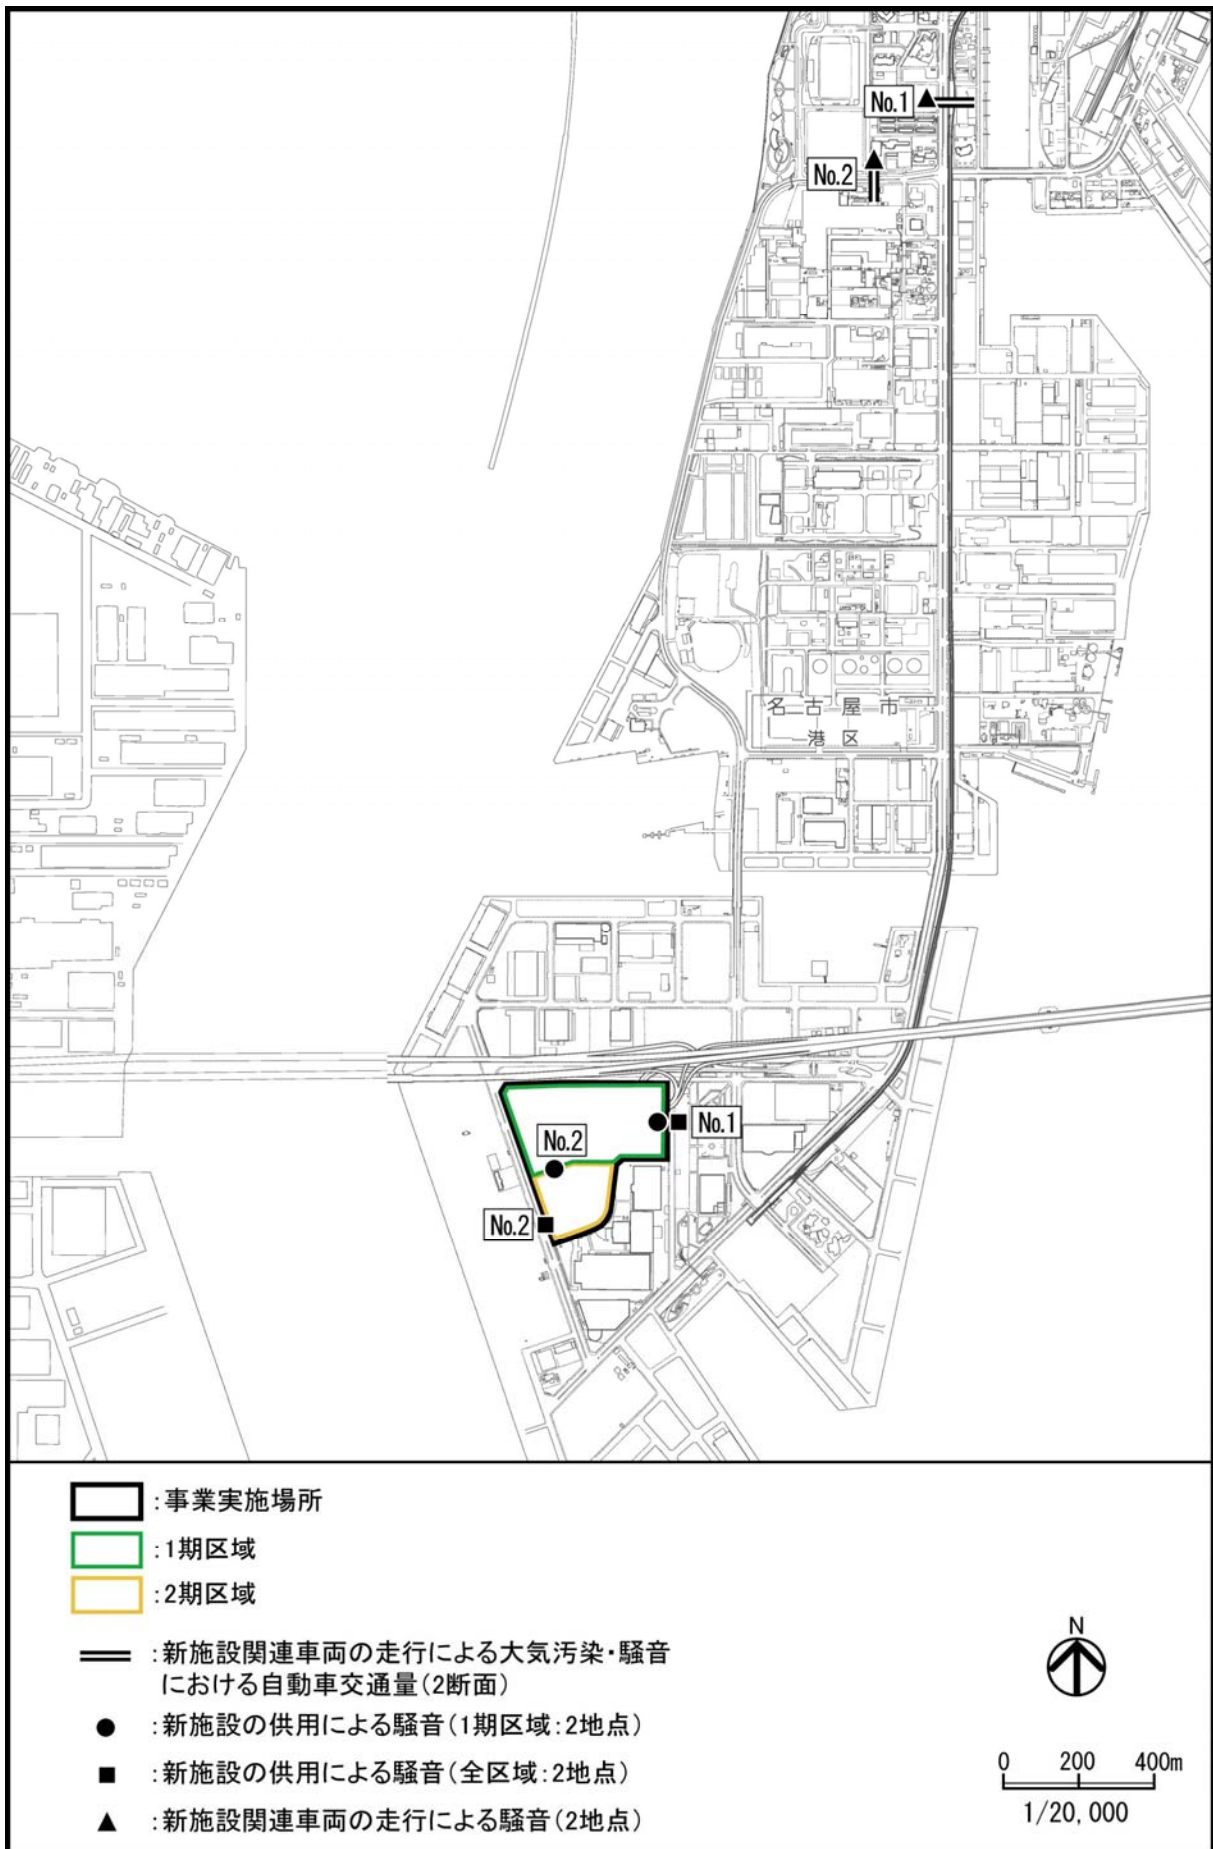 No.1
No.2
名古屋市
港区
No.1
No.2
No.2
:事業実施場所
:1期区域
:2期区域
:新施設関連車両の走行による大気汚染・騒音
における自動車交通量(2断面)
:新施設の供用による騒音(1期区域:2地点)
:新施設の供用による騒音(全区域:2地点)
:新施設関連車両の走行による騒音(2地点)
N
0 200 400m
1/20,000